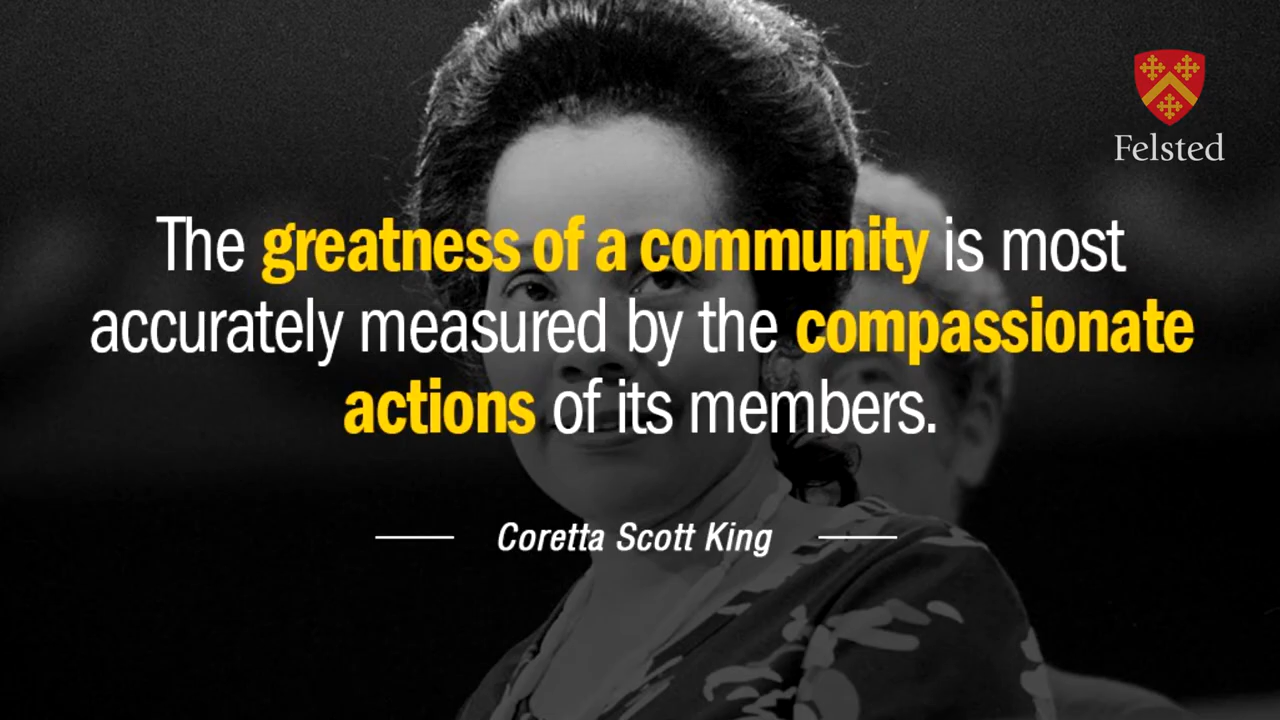 Felsted
The greatness of a community is most
accurately measured by the compassionate
actions of its members.
Coretta Scott King